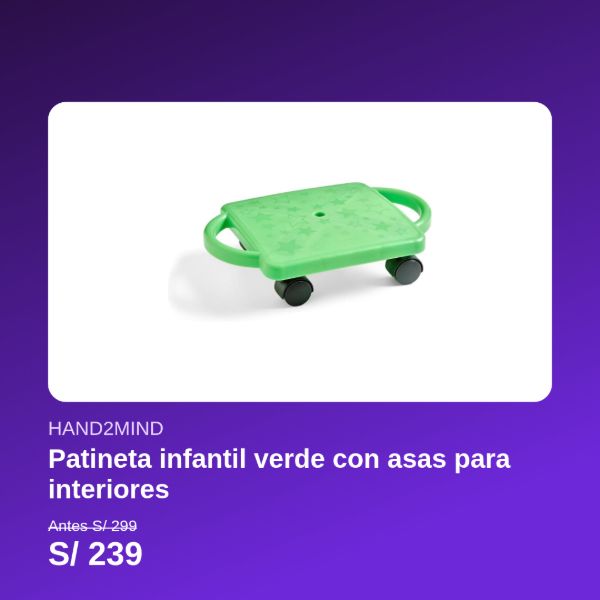 HAND2MIND
Patineta infantil verde con asas para
interiores
Antes S/ 299
S/ 239